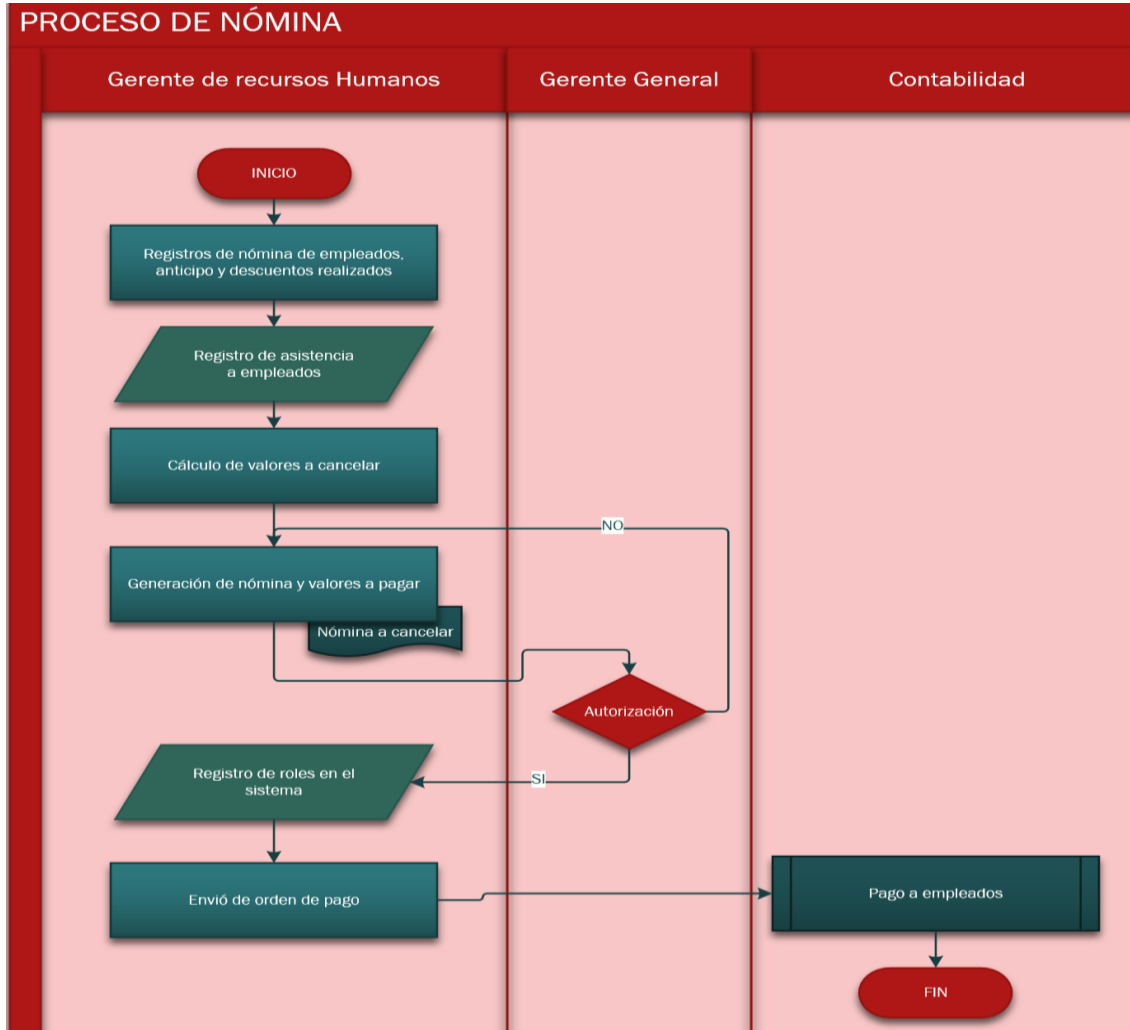 PROCESO DE NÓMINA
Gerente de recursos Humanos
Gerente General
Contabilidad
INICIO
Registros de nómina de empleados,
anticipo y descuentos realizados
Registro de asistencia
a empleados
Cálculo de valores a cancelar
NO
Generación de nómina y valores a pagar
Nómina a cancelar
Autorización
SI
Registro de roles en el
sistema
Envió de orden de pago
Pago a empleados
FIN